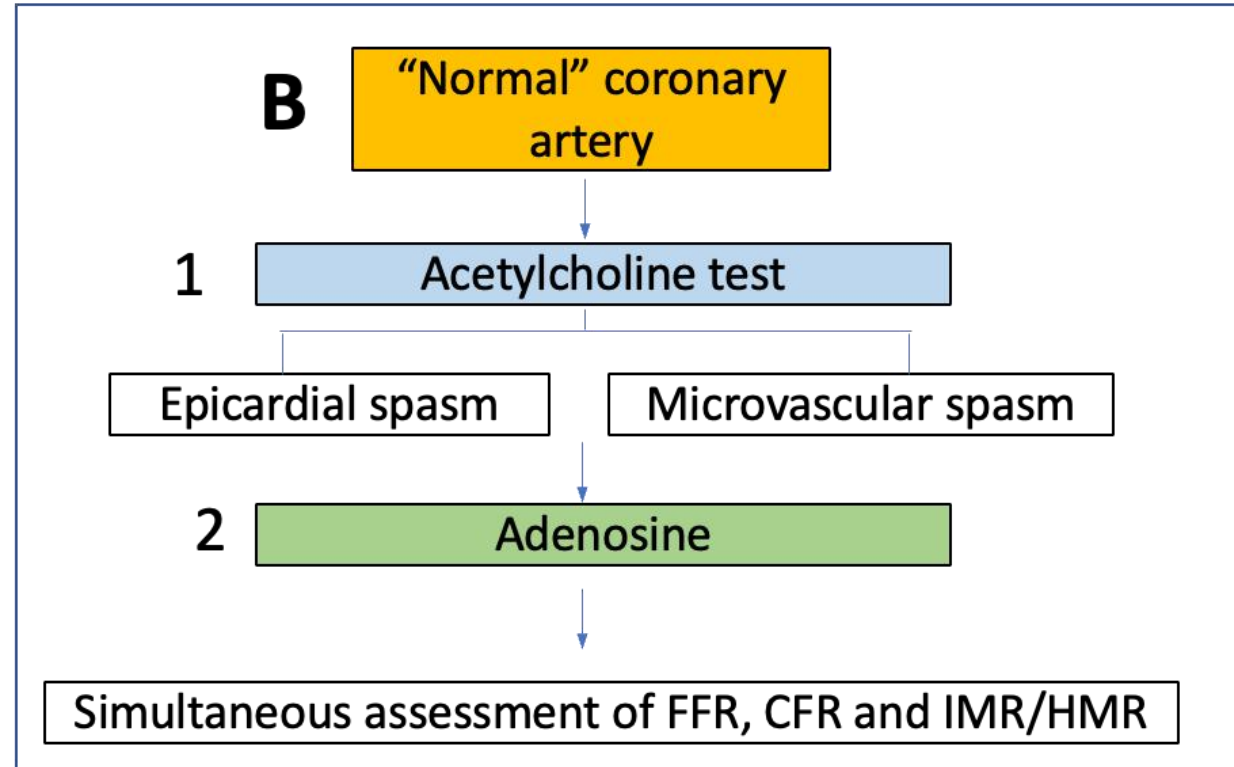 B
“Normal” coronary
artery
1
Acetylcholine test
Epicardial spasm
Microvascular spasm
2
Adenosine
Simultaneous assessment of FFR, CFR and IMR/HMR